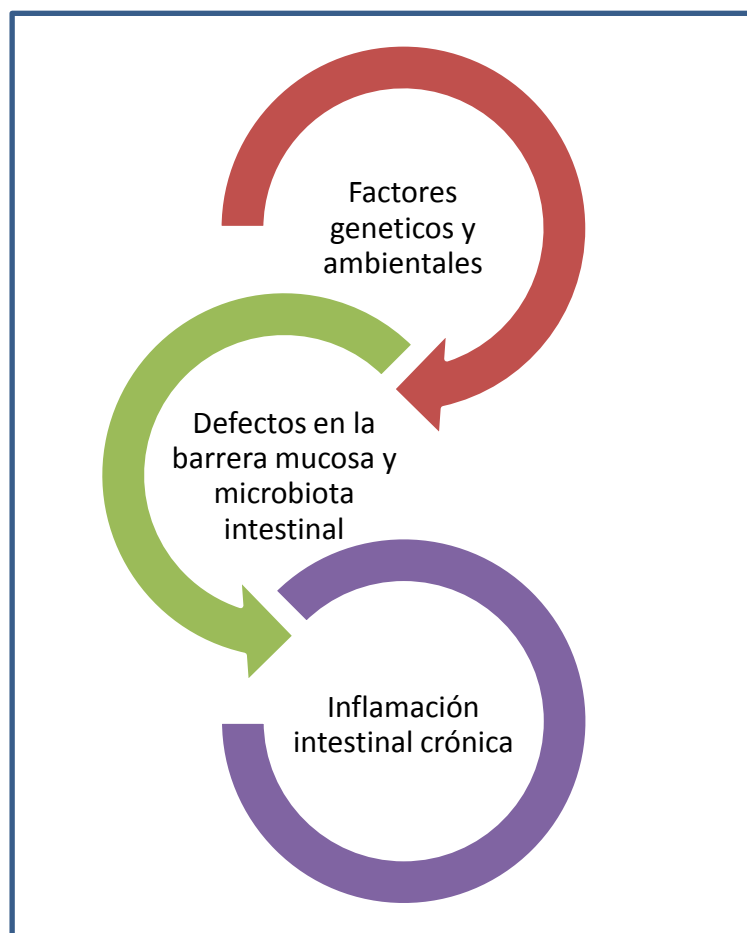 Factores
geneticos y
ambientales
Defectos en la
barrera mucosa y
microbiota
intestinal
Inflamación
intestinal crónica